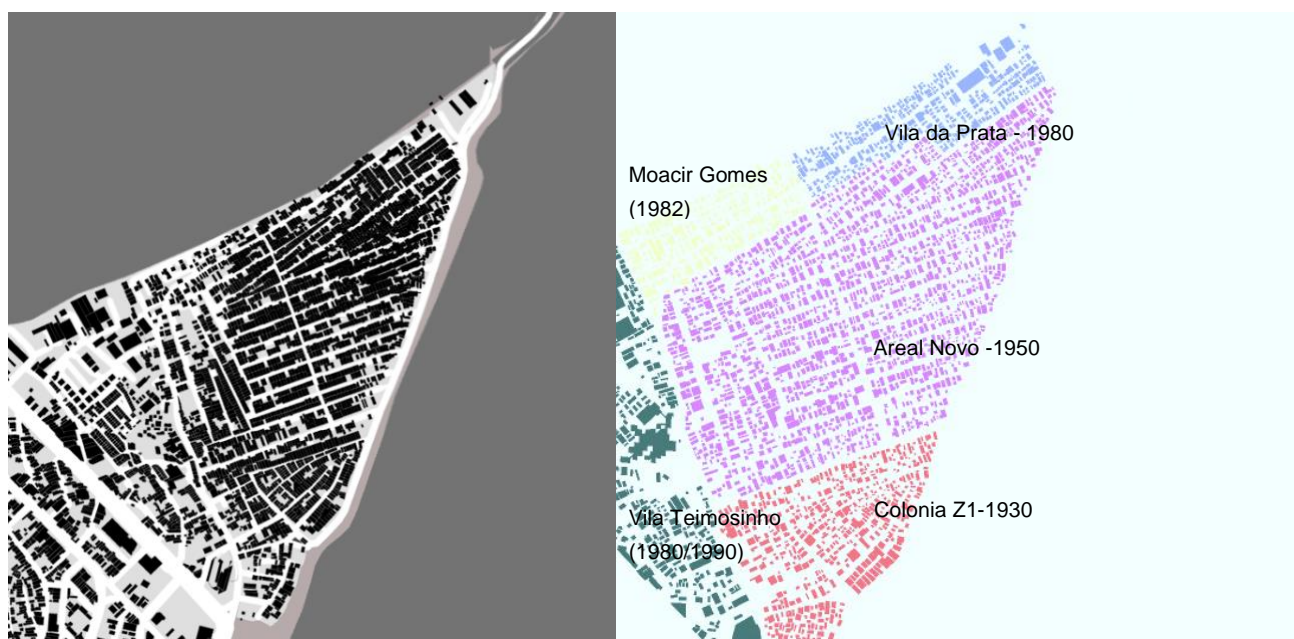 Vila da Prata - 1980
Moacir Gomes
(1982)
Areal Novo -1950
Colonia Z1-1930
Vila Teimosinho
(1980/1990)